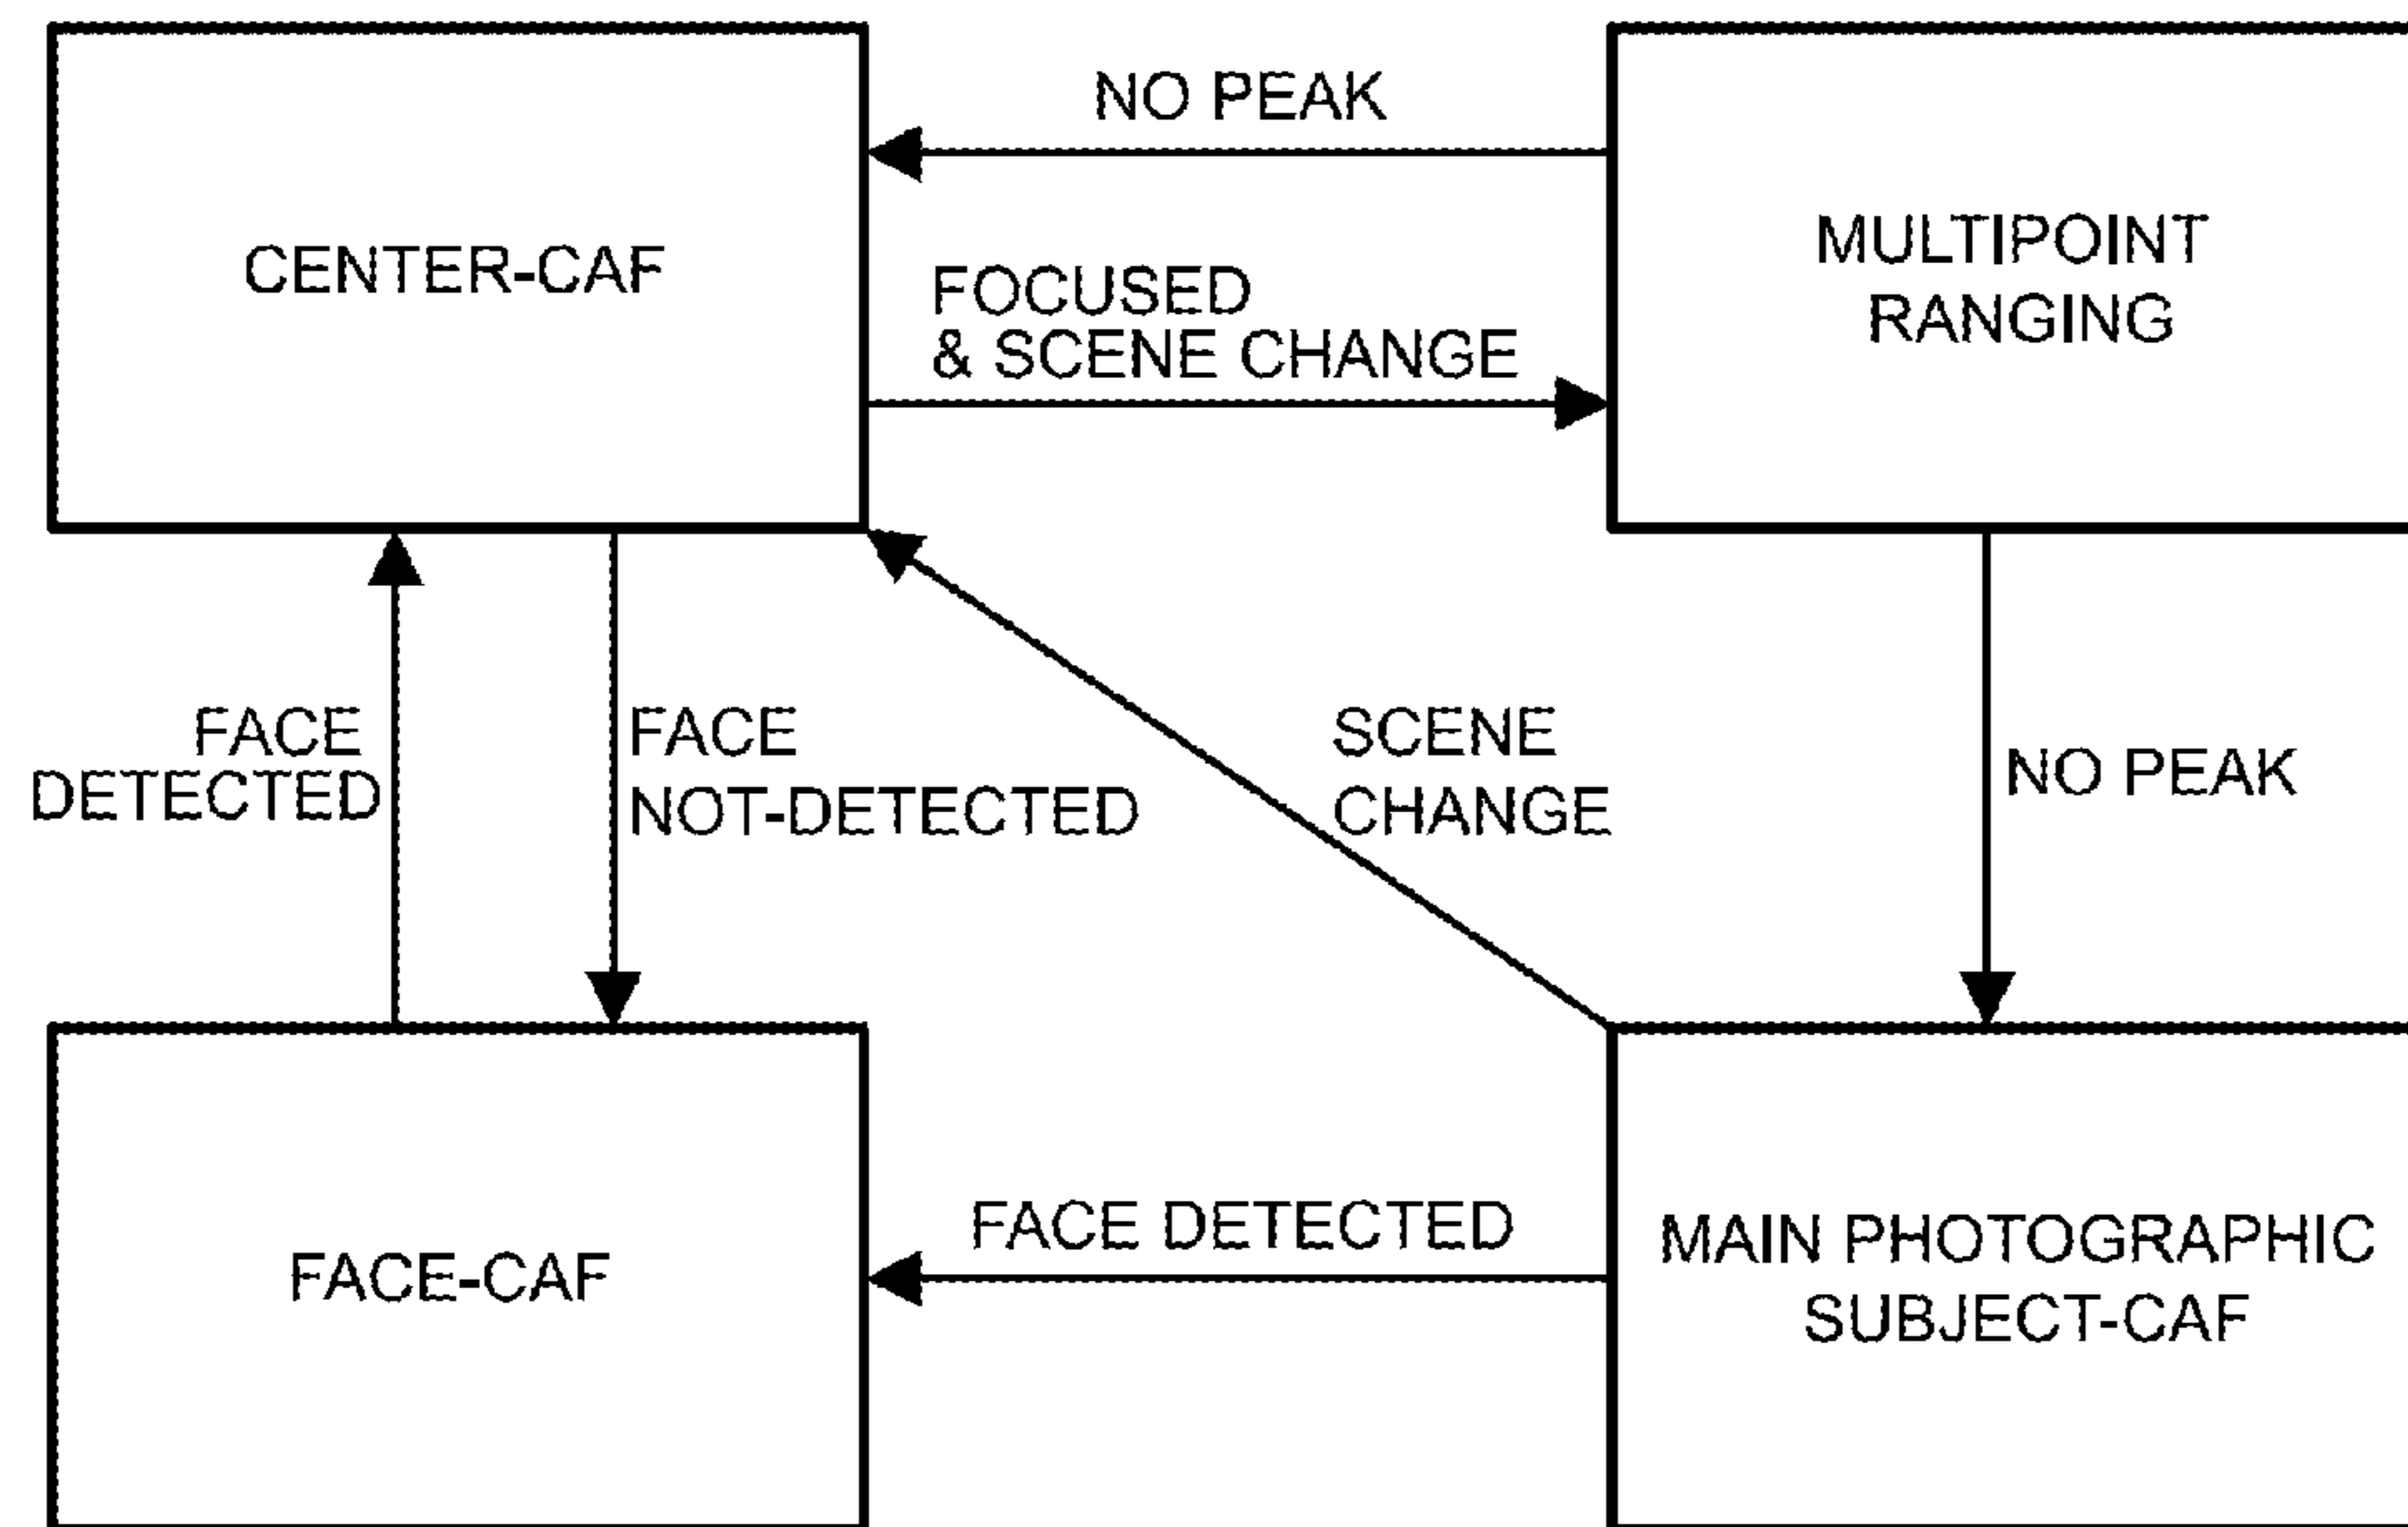 NO PEAK
CENTER-CAF
MULTIPOINT
RANGING
FOCUSED
& SCENE CHANGE
FACE
DETECTED
FACE
NOT-DETECTED
SCENE
CHANGE
NO PEAK
FACE DETECTED
FACE-CAF
MAIN PHOTOGRAPHIC
SUBJECT-CAF